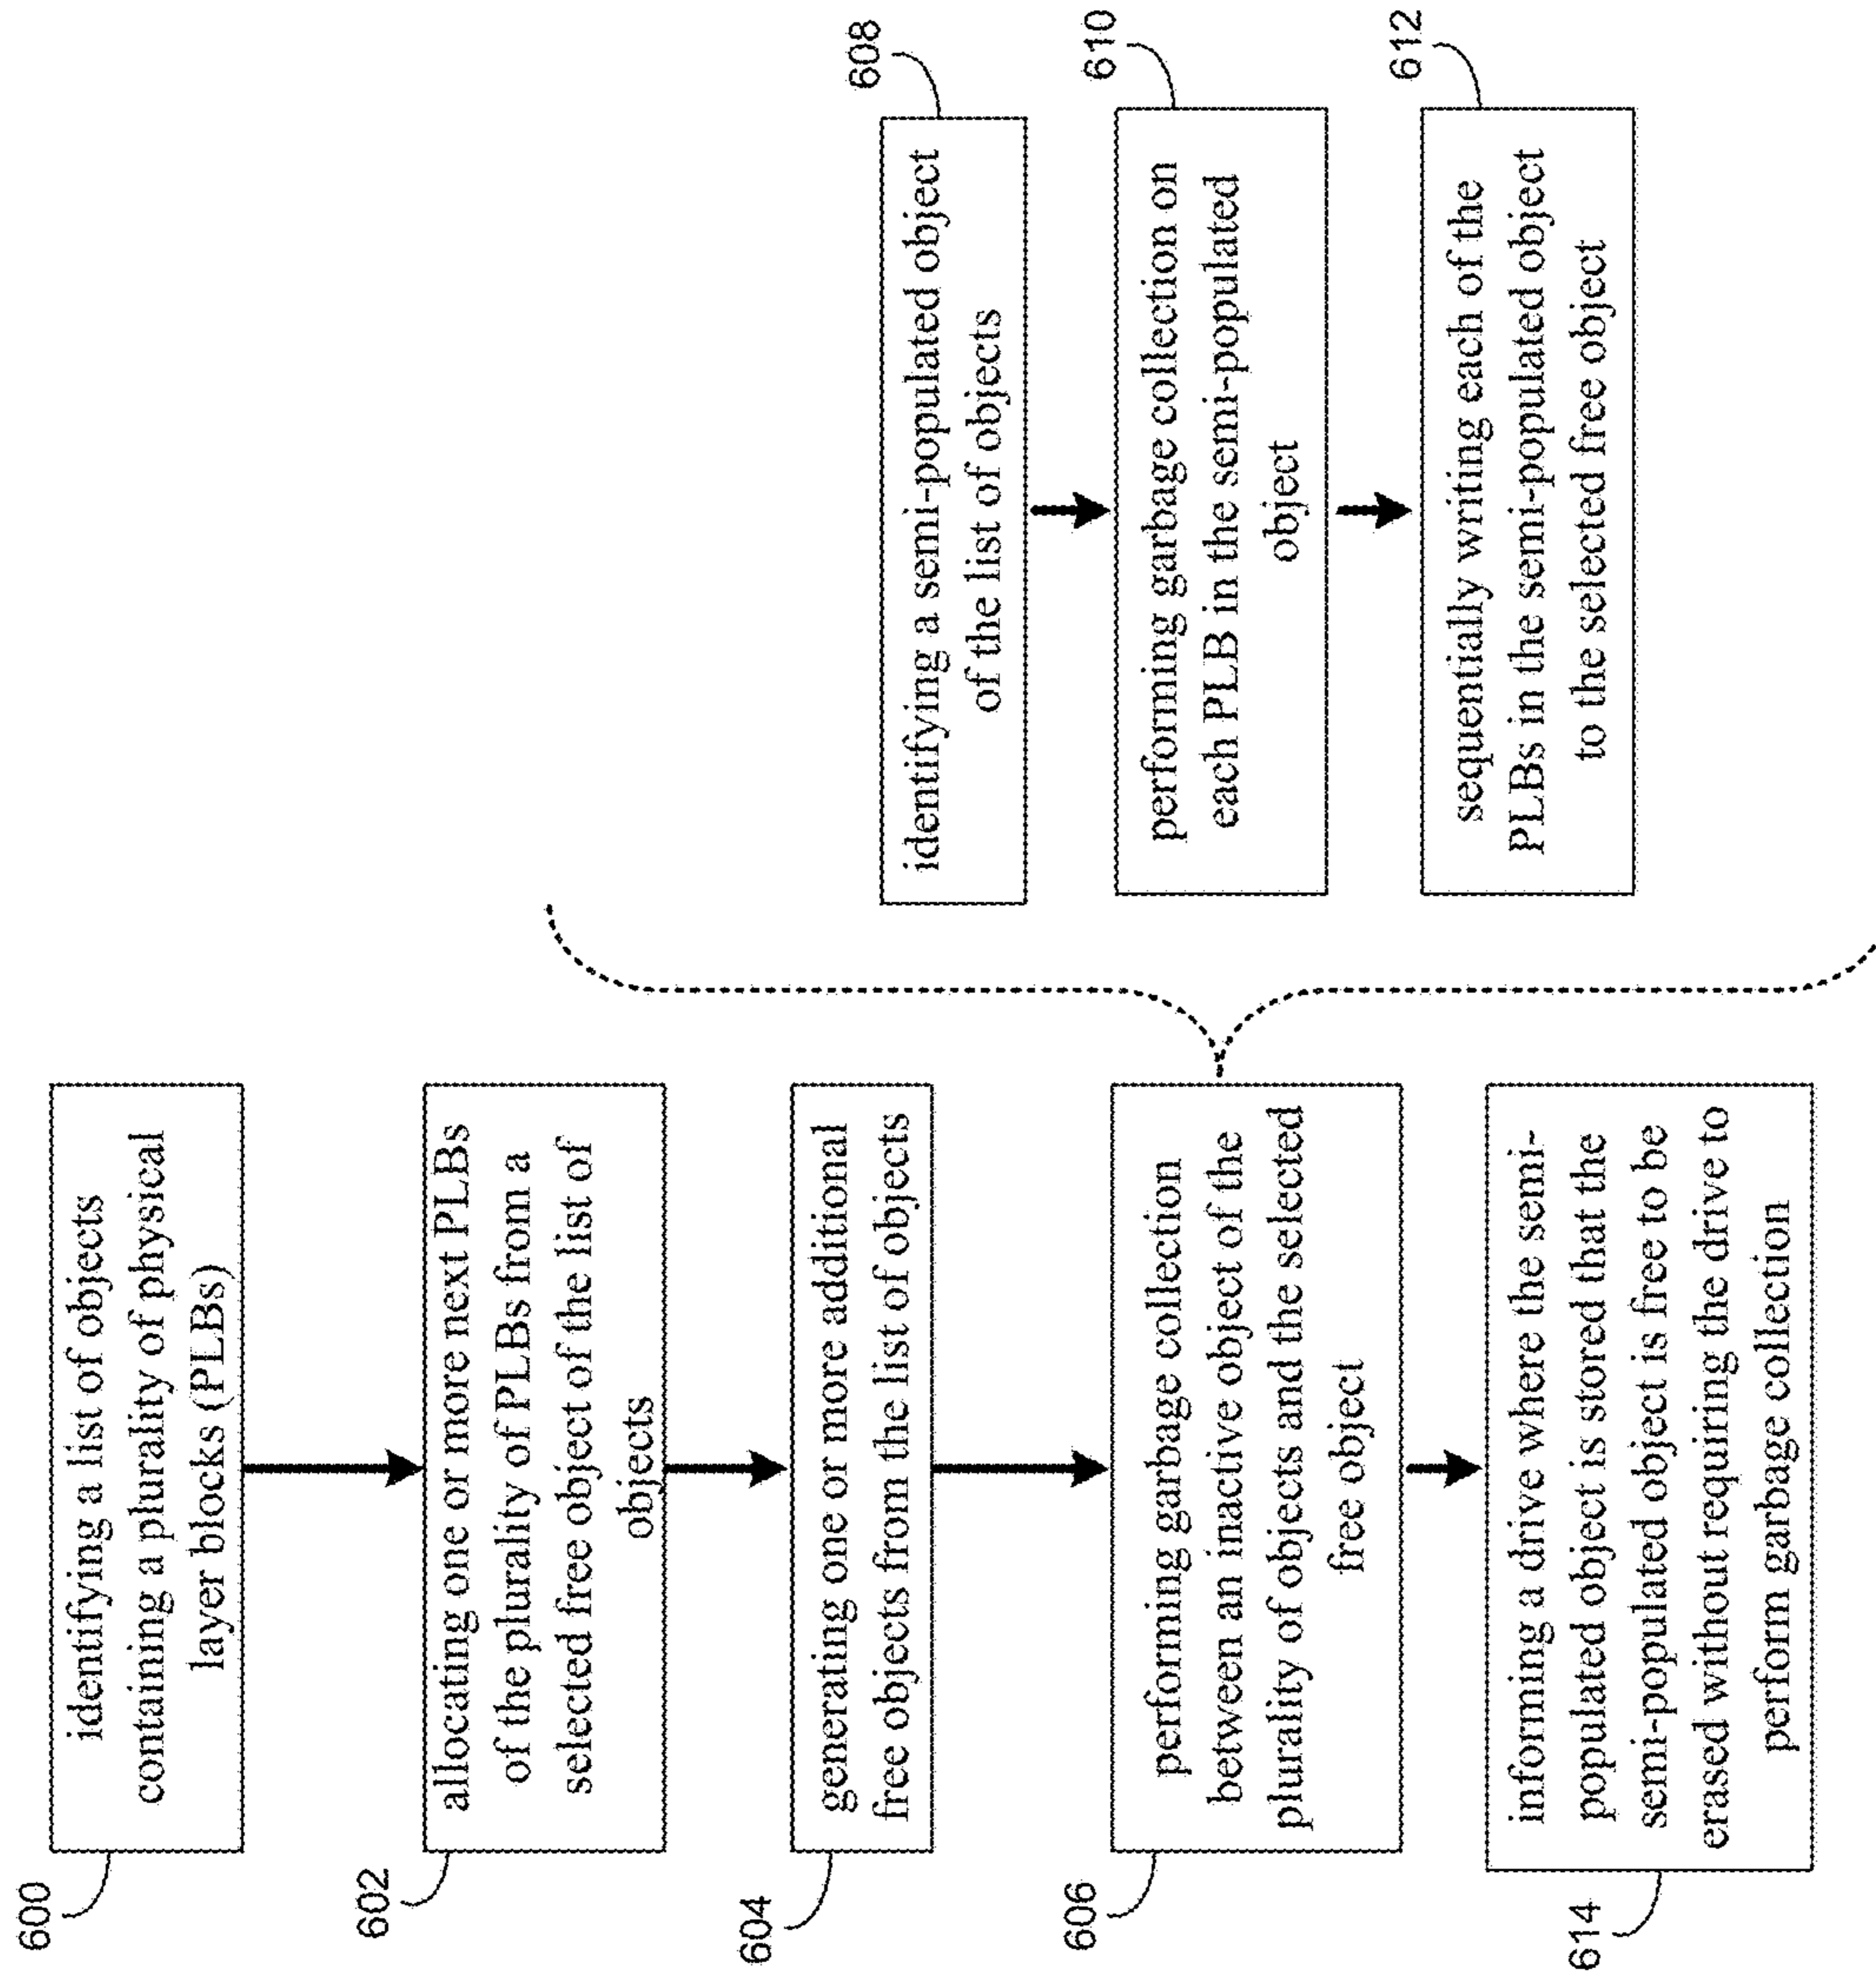 600
identifying a list of objects
containing a plurality of physical
layer blocks (PLBs)
602
allocating one or more next PLBs
of the plurality of PLBs from a
selected free object of the list of
objects
604
generating one or more additional
free objects from the list of objects
606
performing garbage collection
between an inactive object of the
plurality of objects and the selected
free object
608
identifying a semi-populated object
of the list of objects
610
performing garbage collection on
each PLB in the semi-populated
object
612
sequentially writing each of the
PLBs in the semi-populated object
to the selected free object
614
informing a drive where the semi-
populated object is stored that the
semi-populated object is free to be
erased without requiring the drive to
perform garbage collection